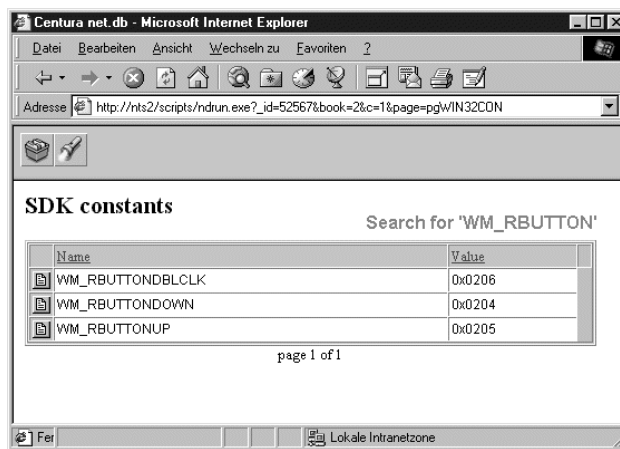 Centura net.db - Microsoft Internet Explorer
Datei Bearbeiten Ansicht Wechseln zu Favoriten ?
Adresse http://nts2/scripts/ndrun.exe?_id=52567&book=2&c=1&page=pgWIN32CON
SDK constants
Search for 'WM_RBUTTON'
Name Value
WM_RBUTTONDBLCLK 0x0206
WM_RBUTTONDOWN 0x0204
WM_RBUTTONUP 0x0205
page 1 of 1
Fer Lokale Intranetzone